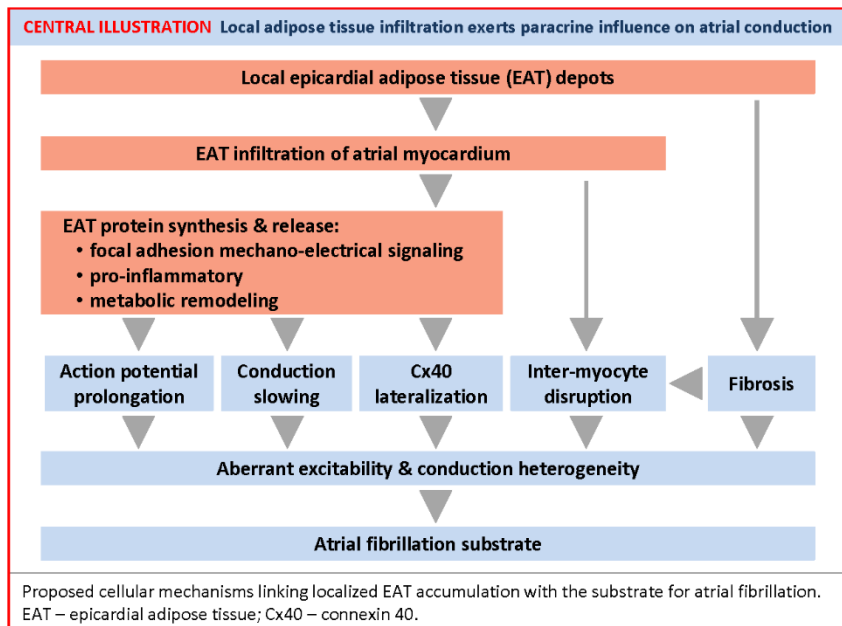 CENTRAL ILLUSTRATION Local adipose tissue infiltration exerts paracrine influence on atrial conduction
Local epicardial adipose tissue (EAT) depots
EAT infiltration of atrial myocardium
EAT protein synthesis & release:
• focal adhesion mechano-electrical signaling
• pro-inflammatory
• metabolic remodeling
Action potential
prolongation
Conduction
slowing
Cx40
lateralization
Inter-myocyte
disruption
Fibrosis
Aberrant excitability & conduction heterogeneity
Atrial fibrillation substrate
Proposed cellular mechanisms linking localized EAT accumulation with the substrate for atrial fibrillation.
EAT – epicardial adipose tissue; Cx40 – connexin 40.